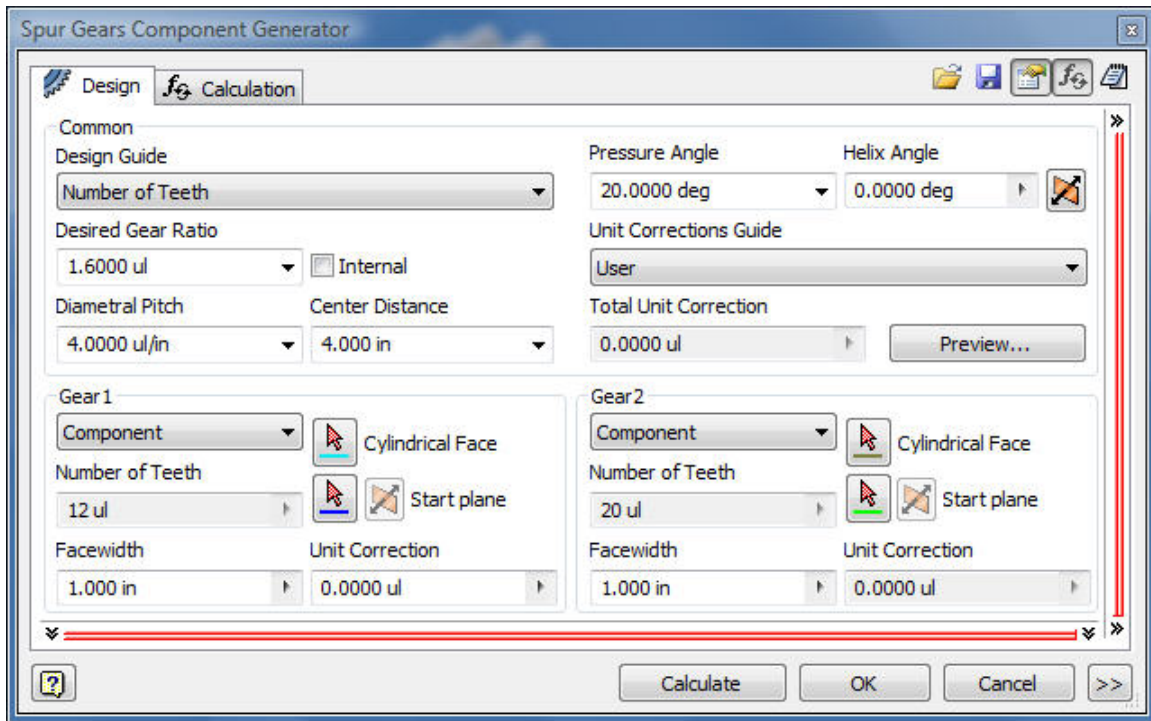 Spur Gears Component Generator
Design
Calculation
Common
Design Guide
Pressure Angle
Helix Angle
Number of Teeth
20.0000 deg
0.0000 deg
Desired Gear Ratio
Unit Corrections Guide
1.6000 ul
Internal
User
Diametral Pitch
Center Distance
Total Unit Correction
4.0000 ul/in
4.000 in
0.0000 ul
Preview...
Gear1
Component
Cylindrical Face
Number of Teeth
12 ul
Start plane
Facewidth
Unit Correction
1.000 in
0.0000 ul
Gear2
Component
Cylindrical Face
Number of Teeth
20 ul
Start plane
Facewidth
Unit Correction
1.000 in
0.0000 ul
Calculate
OK
Cancel
>>